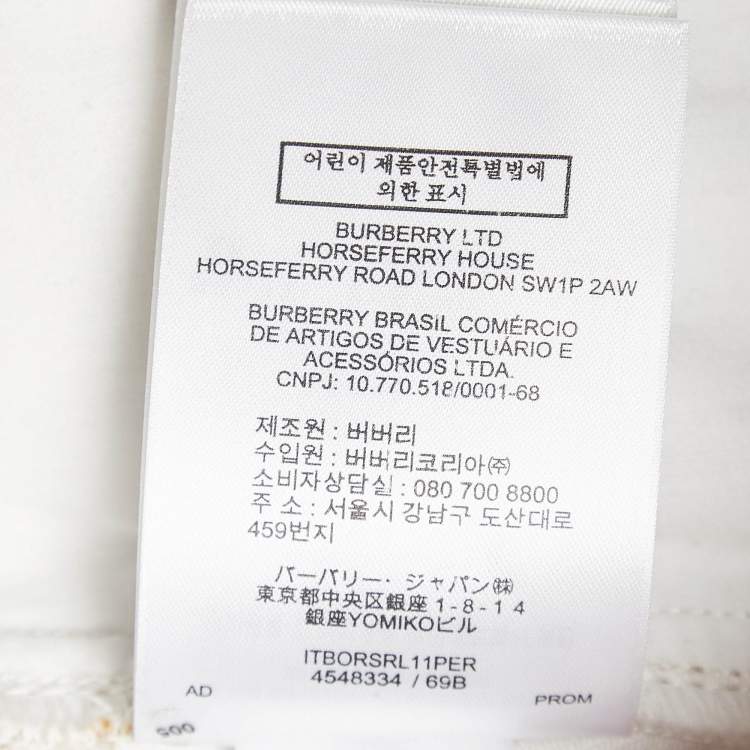 어린이 제품안전특별법에
의한 표시
BURBERRY LTD
HORSEFERRY HOUSE
HORSEFERRY ROAD LONDON SW1P 2AW
BURBERRY BRASIL COMÉRCIO
DE ARTIGOS DE VESTUÁRIO E
ACESSÓRIOS LTDA.
CNPJ: 10.770.518/0001-68
제조원 : 버버리
수입원 : 버버리코리아㈜
소비자상담실 : 080 700 8800
주 소 : 서울시 강남구 도산대로
459번지
バーバリー・ジャパン㈱
東京都中央区銀座 1-8-14
銀座YOMIKOビル
ITBORSRL11PER
4548334 / 69B
AD PROM